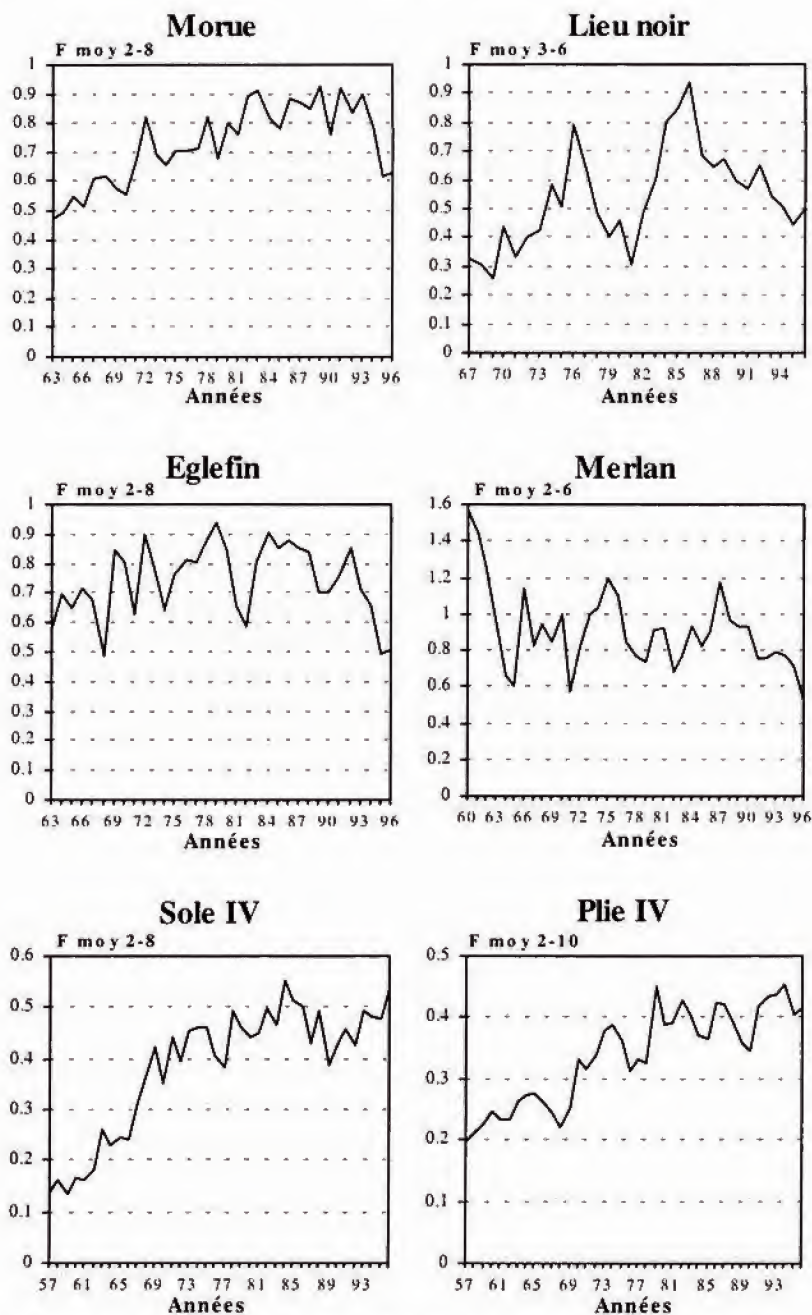 Morue
F moy 2-8
1
0.9
0.8
0.7
0.6
0.5
0.4
0.3
0.2
0.1
0
63 66 69 72 75 78 81 84 87 90 93 96
Années
Lieu noir
F moy 3-6
1
0.9
0.8
0.7
0.6
0.5
0.4
0.3
0.2
0.1
0
67 70 73 76 79 82 85 88 91 94
Années
Eglefin
F moy 2-8
1
0.9
0.8
0.7
0.6
0.5
0.4
0.3
0.2
0.1
0
63 66 69 72 75 78 81 84 87 90 93 96
Années
Merlan
F moy 2-6
1.6
1.4
1.2
1
0.8
0.6
0.4
0.2
0
60 63 66 69 72 75 78 81 84 87 90 93 96
Années
Sole IV
F moy 2-8
0.6
0.5
0.4
0.3
0.2
0.1
0
57 61 65 69 73 77 81 85 89 93
Années
Plie IV
F moy 2-10
0.5
0.4
0.3
0.2
0.1
0
57 61 65 69 73 77 81 85 89 93
Années